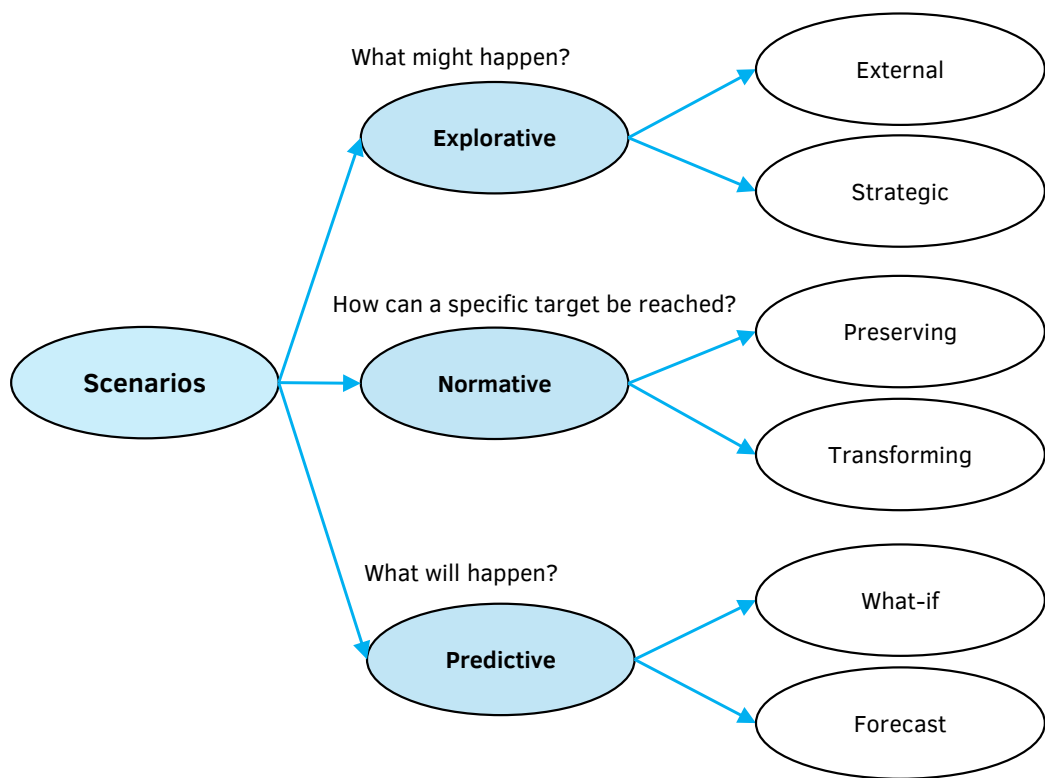 What might happen?
Explorative
External
Strategic
How can a specific target be reached?
Scenarios
Normative
Preserving
Transforming
What will happen?
Predictive
What-if
Forecast